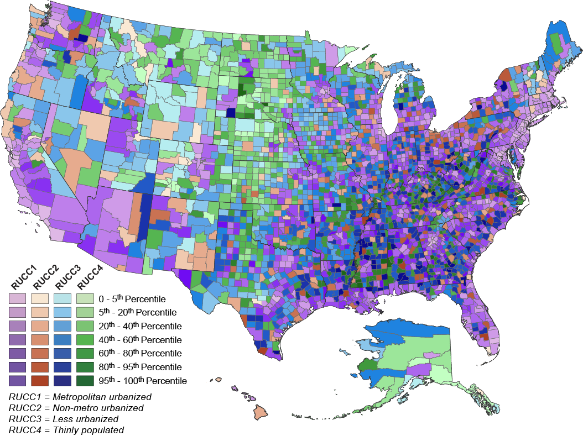 RUCC1 RUCC2 RUCC3 RUCC4
0 - 5th Percentile
5th - 20th Percentile
20th - 40th Percentile
40th - 60th Percentile
60th - 80th Percentile
80th - 95th Percentile
95th - 100th Percentile
RUCC1 = Metropolitan urbanized
RUCC2 = Non-metro urbanized
RUCC3 = Less urbanized
RUCC4 = Thinly populated